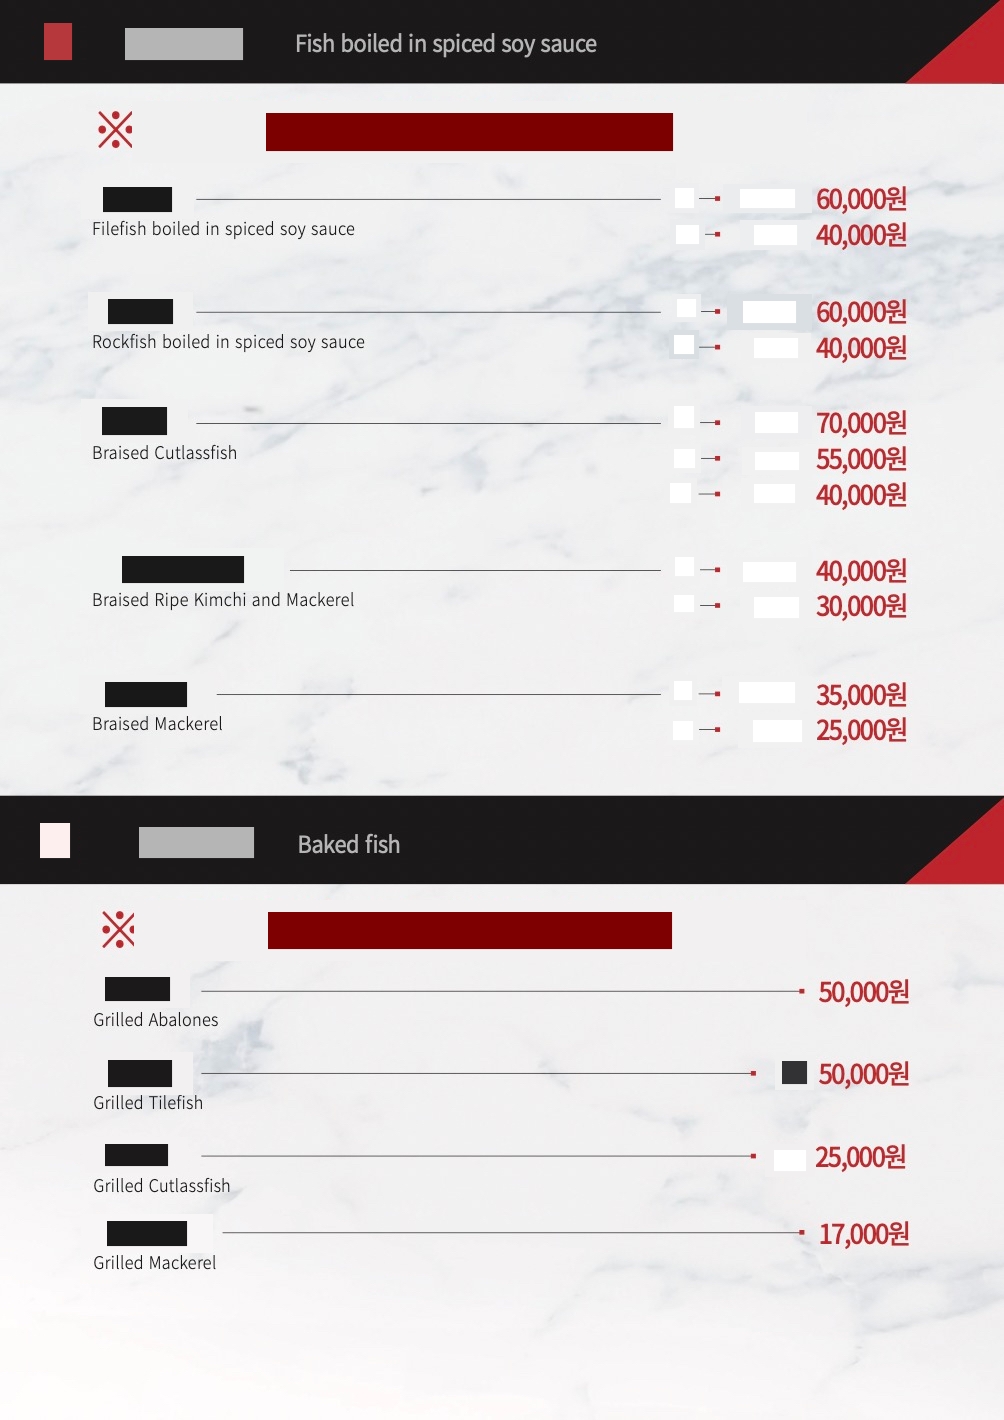 Fish boiled in spiced soy sauce
※
60,000원
Filefish boiled in spiced soy sauce
40,000원
60,000원
Rockfish boiled in spiced soy sauce
40,000원
70,000원
Braised Cutlassfish
55,000원
40,000원
40,000원
Braised Ripe Kimchi and Mackerel
30,000원
35,000원
Braised Mackerel
25,000원
Baked fish
※
50,000원
Grilled Abalones
50,000원
Grilled Tilefish
25,000원
Grilled Cutlassfish
17,000원
Grilled Mackerel